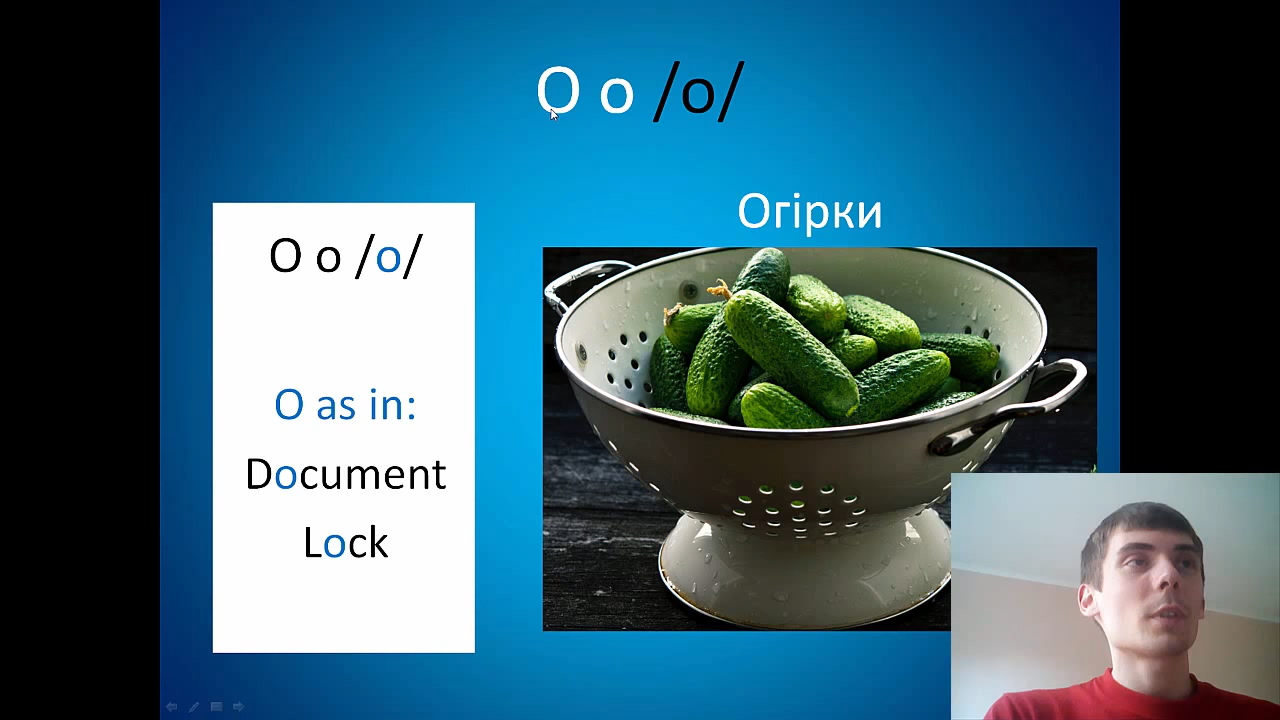 O o /o/
Огірки
O o /o/
O as in:
Document
Lock